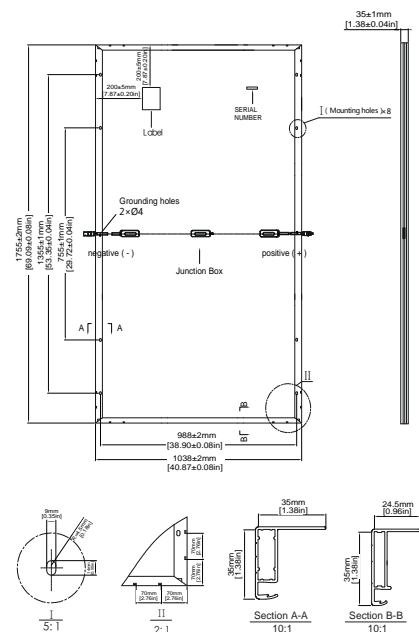 35±1mm
[1.38±0.04in]
200±5mm
[7.87±0.20in]
200±5mm
[7.87±0.20in]
Label
SERIAL
NUMBER
I ( Mounting holes )×8
Grounding holes
2×Ø4
negative ( - )
positive ( + )
Junction Box
1755±2mm
[69.09±0.08in]
1355±1mm
[53.35±0.04in]
755±1mm
[29.72±0.04in]
A
A
II
B
B
988±2mm
[38.90±0.08in]
1038±2mm
[40.87±0.08in]
9mm
[0.35in]
I
5:1
70mm
[2.76in]
70mm
[2.76in]
70mm
[2.76in]
70mm
[2.76in]
II
2:1
35mm
[1.38in]
35mm
[1.38in]
Section A-A
10:1
24.5mm
[0.96in]
35mm
[1.38in]
Section B-B
10:1